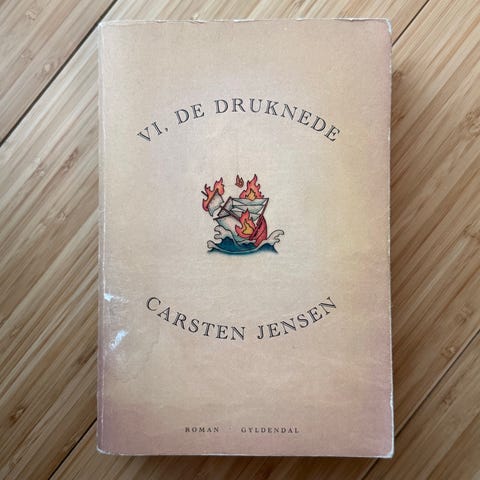 VI, DE DRUKNEDE
CARSTEN JENSEN
ROMAN · GYLDENDAL